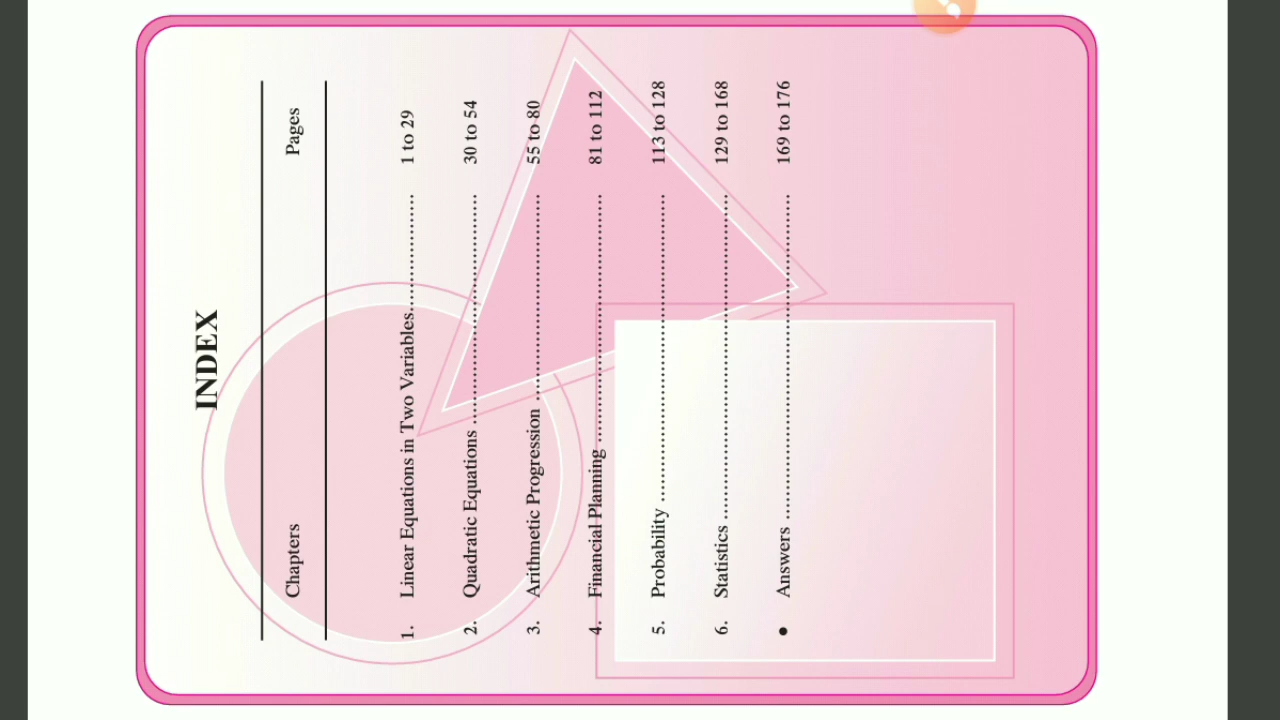 INDEX
Chapters Pages
1. Linear Equations in Two Variables........................ 1 to 29
2. Quadratic Equations ................................................ 30 to 54
3. Arithmetic Progression ........................................... 55 to 80
4. Financial Planning .................................................. 81 to 112
5. Probability .............................................................. 113 to 128
6. Statistics .................................................................. 129 to 168
● Answers .................................................................. 169 to 176